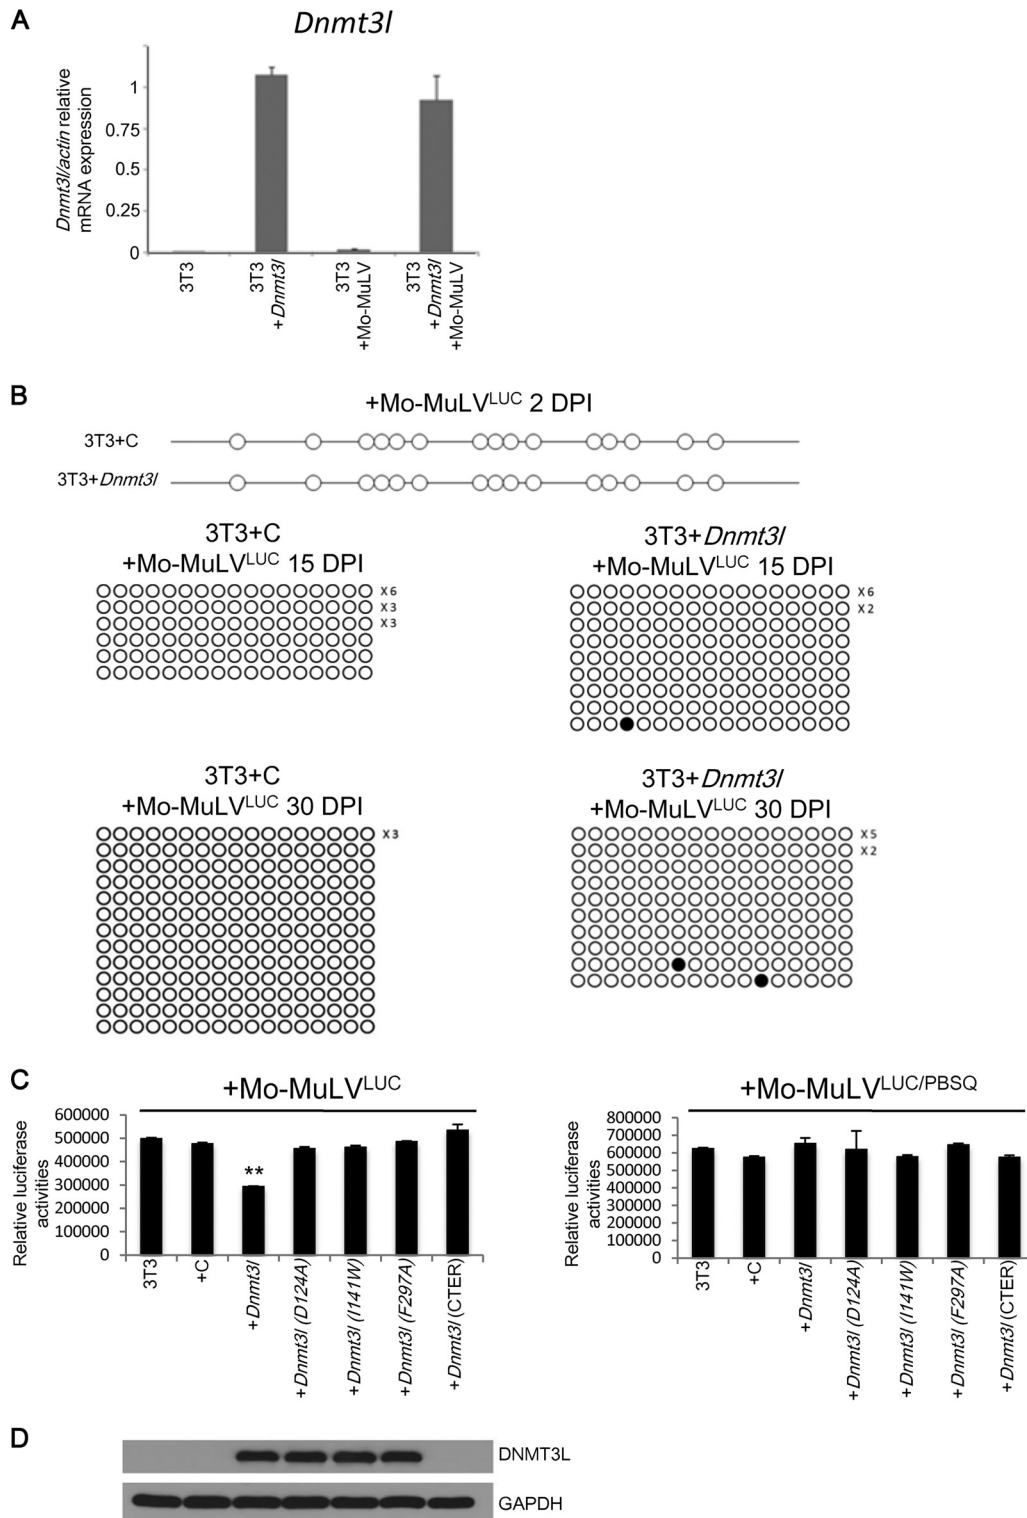 A
Dnmt3l
Dnmt3l/actin relative
mRNA expression
1
0.75
0.5
0.25
0
3T3
3T3
+Dnmt3l
3T3
+Mo-MuLV
3T3
+Dnmt3l
+Mo-MuLV
B
+Mo-MuLVLUC 2 DPI
3T3+C
3T3+Dnmt3l
3T3+C
+Mo-MuLVLUC 15 DPI
X6
X3
X3
3T3+Dnmt3l
+Mo-MuLVLUC 15 DPI
X6
X2
3T3+C
+Mo-MuLVLUC 30 DPI
X3
3T3+Dnmt3l
+Mo-MuLVLUC 30 DPI
X5
X2
C
+Mo-MuLVLUC
Relative luciferase
activities
600000
500000
400000
300000
200000
100000
0
**
3T3
+C
+Dnmt3l
+Dnmt3l (D124A)
+Dnmt3l (I141W)
+Dnmt3l (F297A)
+Dnmt3l (CTER)
+Mo-MuLVLUC/PBSQ
Relative luciferase
activities
800000
700000
600000
500000
400000
300000
200000
100000
0
3T3
+C
+Dnmt3l
+Dnmt3l (D124A)
+Dnmt3l (I141W)
+Dnmt3l (F297A)
+Dnmt3l (CTER)
D
DNMT3L
GAPDH